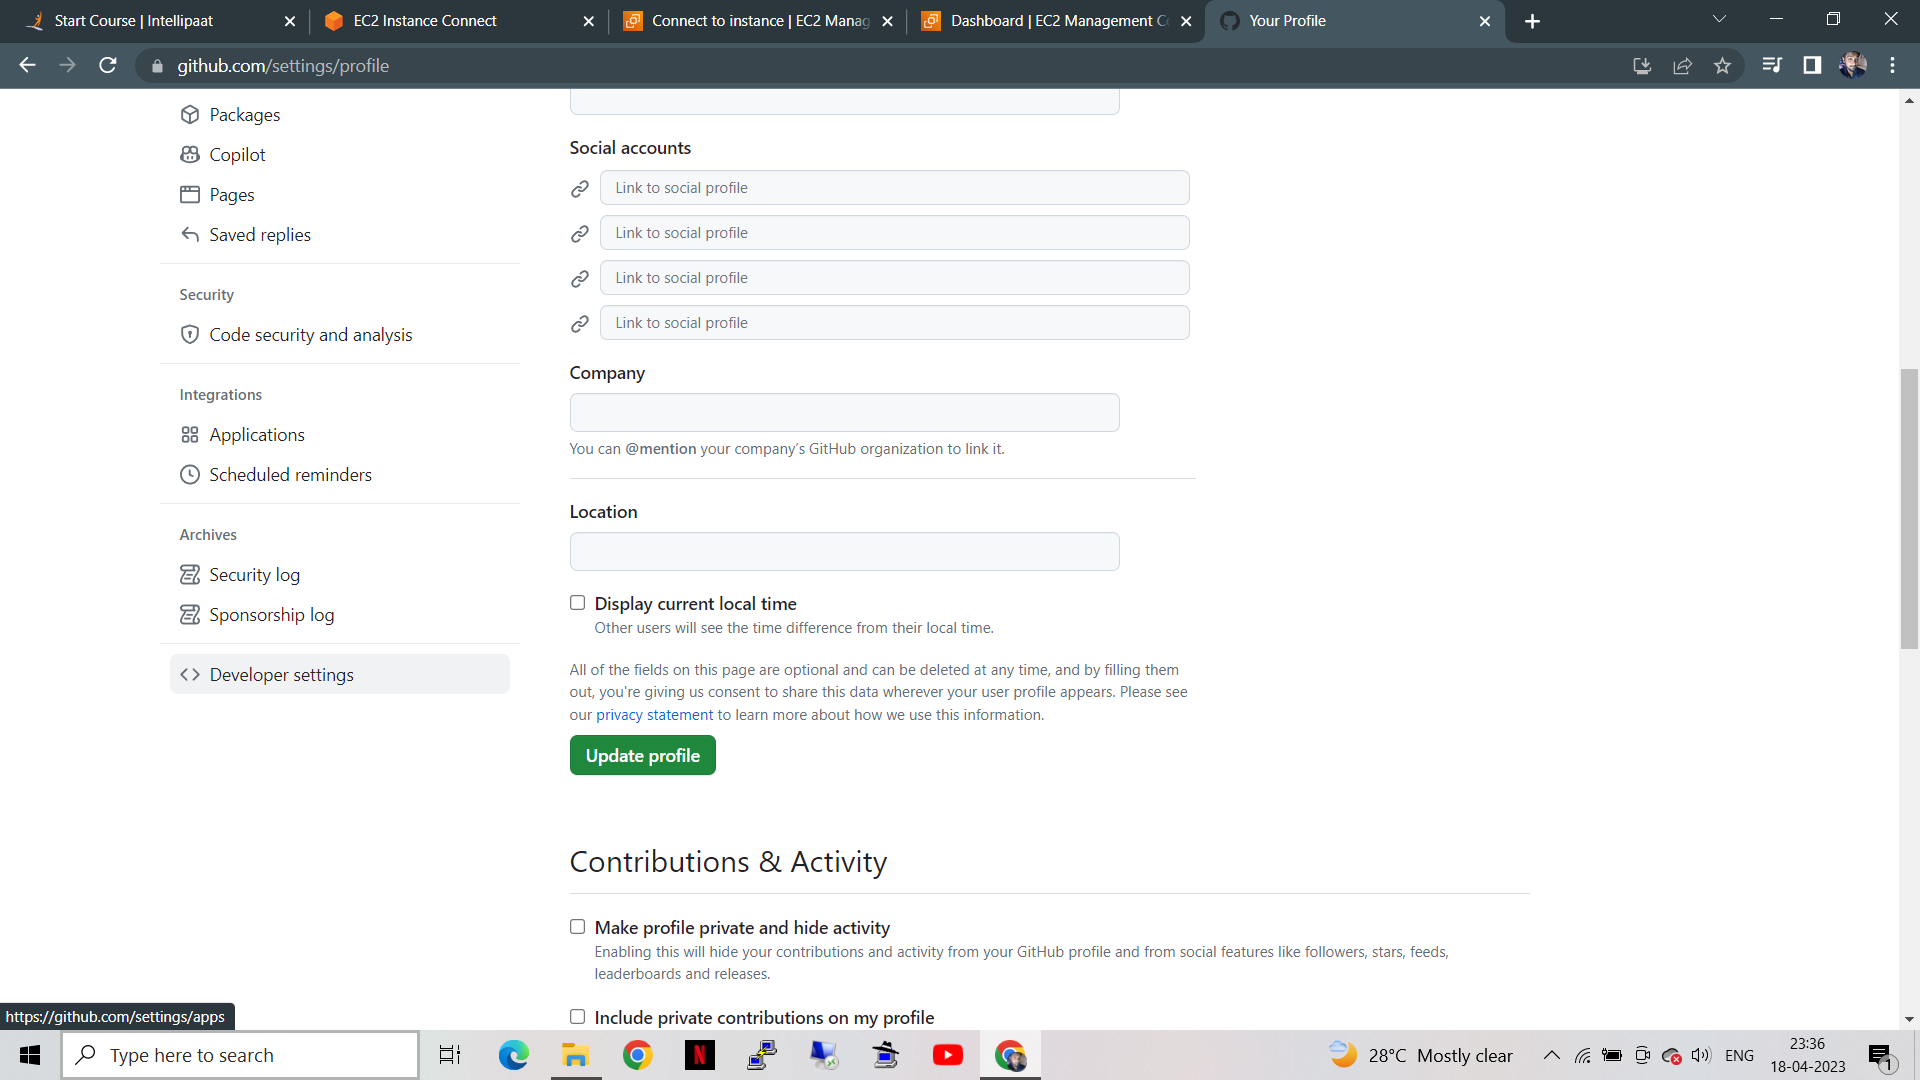 Start Course | Intellipaat
EC2 Instance Connect
Connect to instance | EC2 Manag
Dashboard | EC2 Management C
Your Profile
github.com/settings/profile
Packages
Copilot
Pages
Saved replies
Security
Code security and analysis
Integrations
Applications
Scheduled reminders
Archives
Security log
Sponsorship log
Developer settings
Social accounts
Link to social profile
Link to social profile
Link to social profile
Link to social profile
Company
You can @mention your company's GitHub organization to link it.
Location
Display current local time
Other users will see the time difference from their local time.
All of the fields on this page are optional and can be deleted at any time, and by filling them
out, you're giving us consent to share this data wherever your user profile appears. Please see
our privacy statement to learn more about how we use this information.
Update profile
Contributions & Activity
Make profile private and hide activity
Enabling this will hide your contributions and activity from your GitHub profile and from social features like followers, stars, feeds,
leaderboards and releases.
Include private contributions on my profile
https://github.com/settings/apps
Type here to search
N
28°C Mostly clear
ENG
23:36
18-04-2023
1